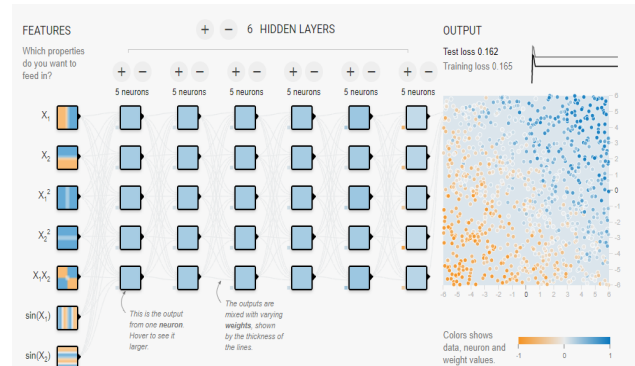 FEATURES
Which properties
do you want to
feed in?
X1
X2
X1²
X2²
X1X2
sin(X1)
sin(X2)
+ − 6 HIDDEN LAYERS
+ − + − + − + − + − + −
5 neurons 5 neurons 5 neurons 5 neurons 5 neurons 5 neurons
This is the output
from one neuron.
Hover to see it
larger.
The outputs are
mixed with varying
weights, shown
by the thickness of
the lines.
OUTPUT
Test loss 0.162
Training loss 0.165
6
5
4
3
2
1
0
-1
-2
-3
-4
-5
-6
-6 -5 -4 -3 -2 -1 0 1 2 3 4 5 6
Colors shows
data, neuron and
weight values.
-1 0 1